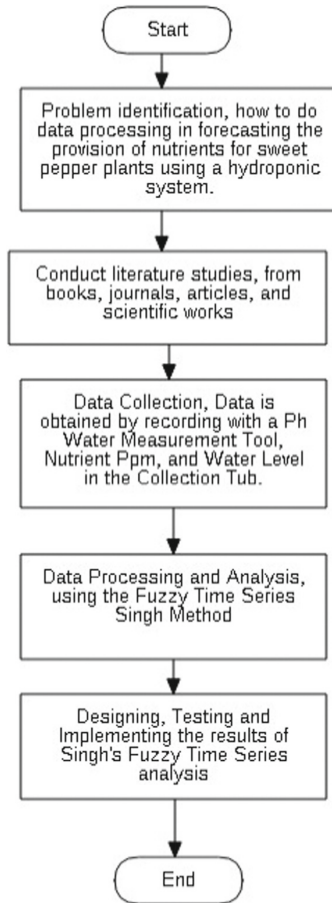 Start
Problem identification, how to do
data processing in forecasting the
provision of nutrients for sweet
pepper plants using a hydroponic
system.
Conduct literature studies, from
books, journals, articles, and
scientific works
Data Collection, Data is
obtained by recording with a Ph
Water Measurement Tool,
Nutrient Ppm, and Water Level
in the Collection Tub.
Data Processing and Analysis,
using the Fuzzy Time Series
Singh Method
Designing, Testing and
Implementing the results of
Singh's Fuzzy Time Series
analysis
End